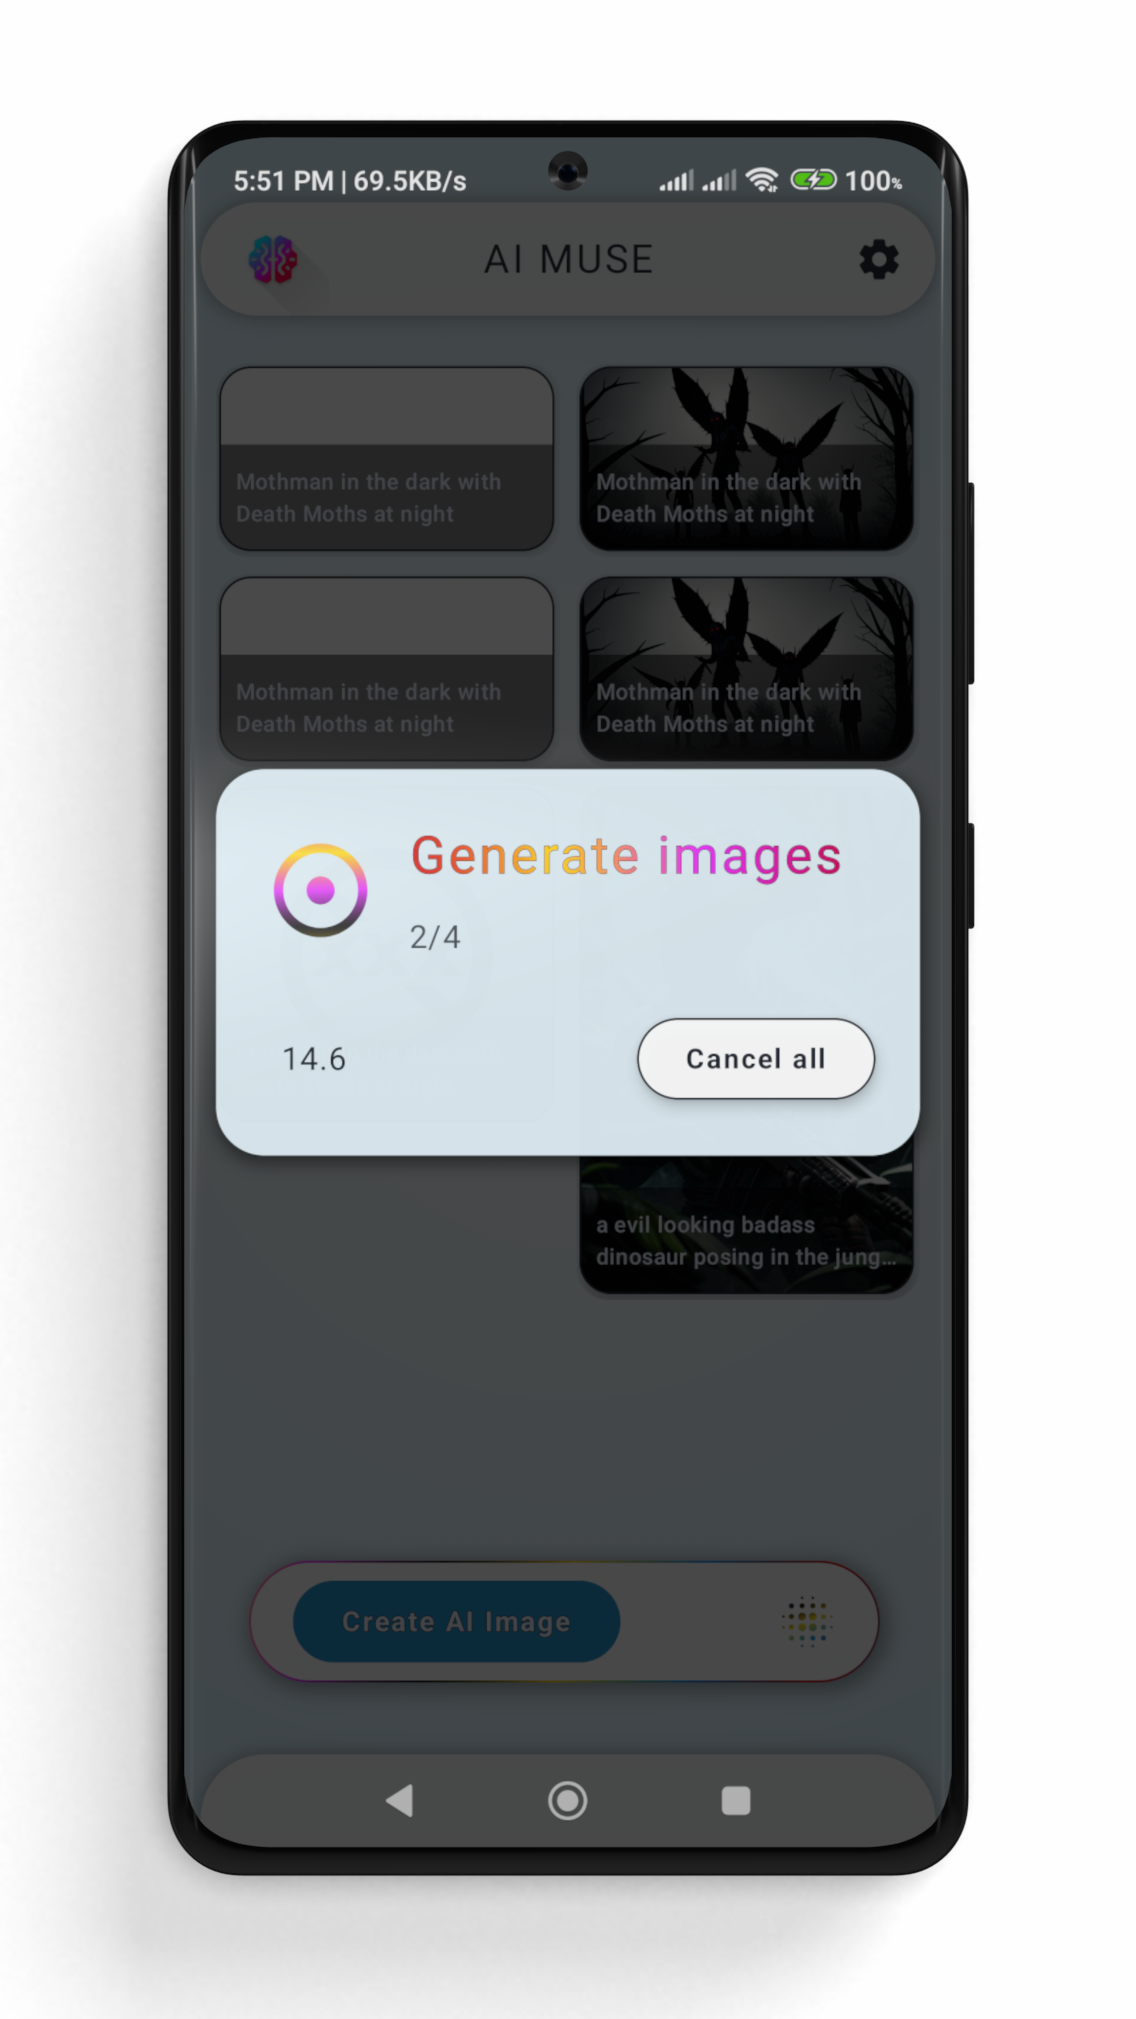 5:51 PM | 69.5KB/s
100%
AI MUSE
Mothman in the dark with
Death Moths at night
Mothman in the dark with
Death Moths at night
Mothman in the dark with
Death Moths at night
Mothman in the dark with
Death Moths at night
Generate images
2/4
14.6
Cancel all
a evil looking badass
dinosaur posing in the jung...
Create AI Image